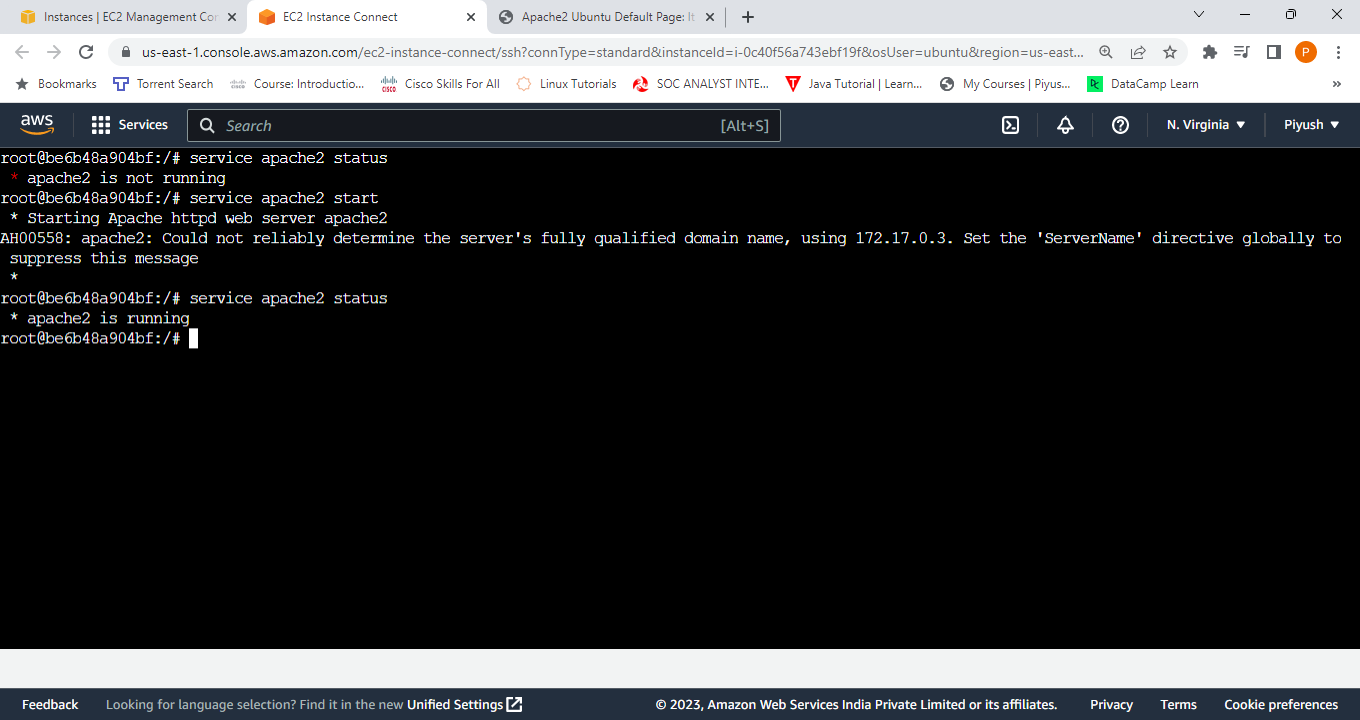 Instances | EC2 Management Con
EC2 Instance Connect
Apache2 Ubuntu Default Page: It
us-east-1.console.aws.amazon.com/ec2-instance-connect/ssh?connType=standard&instanceId=i-0c40f56a743ebf19f&osUser=ubuntu&region=us-east...
P
Bookmarks
Torrent Search
Course: Introductio...
CISCO
Cisco Skills For All
Linux Tutorials
SOC ANALYST INTE...
Java Tutorial | Learn...
My Courses | Piyus...
DataCamp Learn
»
aws
Services
Search
[Alt+S]
N. Virginia
Piyush
root@be6b48a904bf:/# service apache2 status
* apache2 is not running
root@be6b48a904bf:/# service apache2 start
* Starting Apache httpd web server apache2
AH00558: apache2: Could not reliably determine the server's fully qualified domain name, using 172.17.0.3. Set the 'ServerName' directive globally to
suppress this message
*
root@be6b48a904bf:/# service apache2 status
* apache2 is running
root@be6b48a904bf:/#
Feedback
Looking for language selection? Find it in the new Unified Settings
© 2023, Amazon Web Services India Private Limited or its affiliates.
Privacy
Terms
Cookie preferences